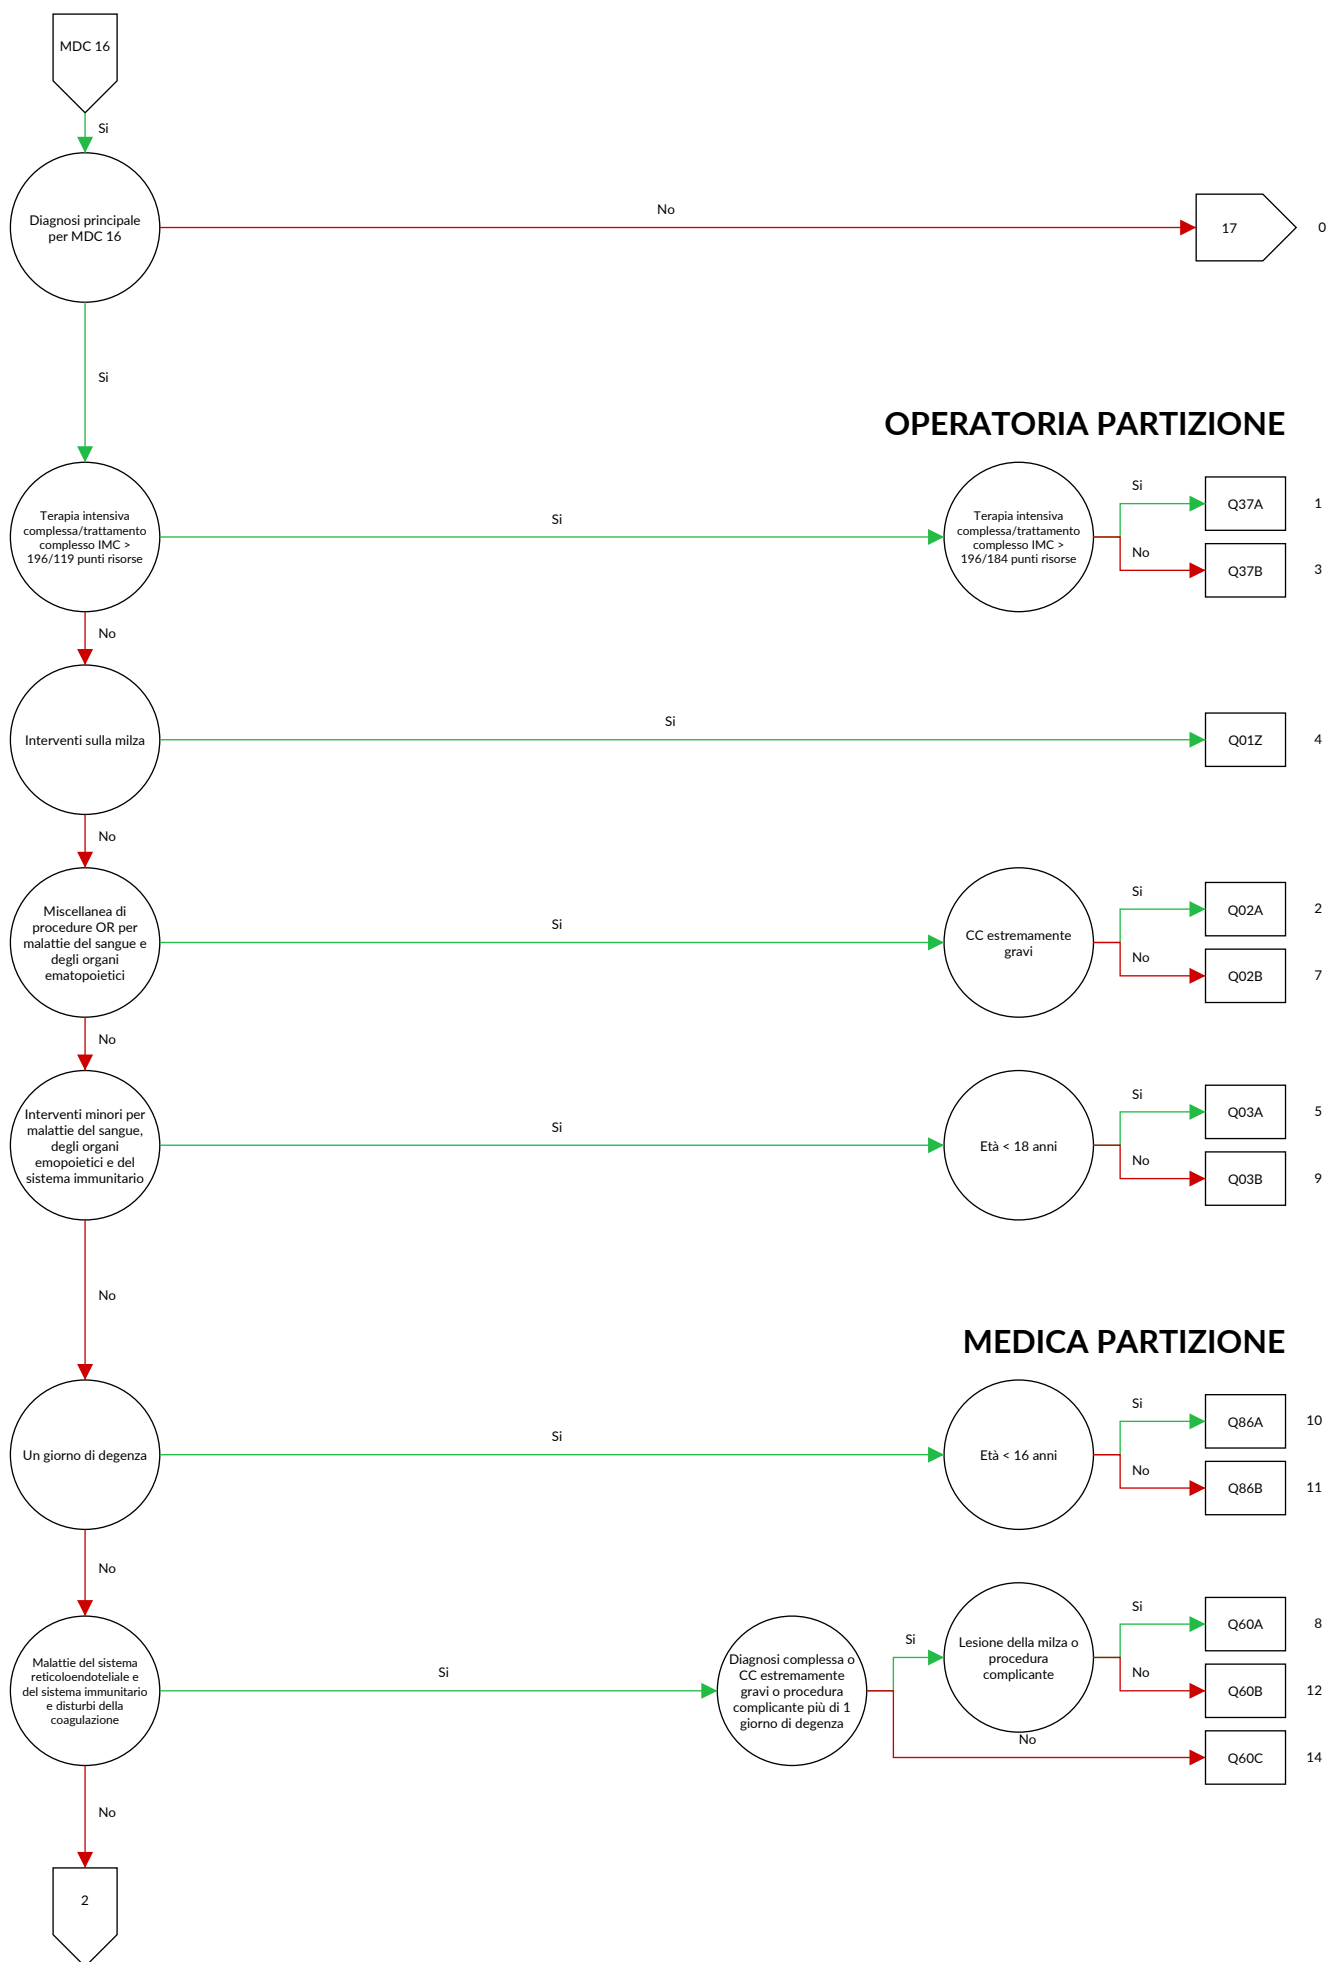 MDC 16
Si
Diagnosi principale
per MDC 16
No
17
0
Si
OPERATORIA PARTIZIONE
Terapia intensiva
complessa/trattamento
complesso IMC >
196/119 punti risorse
Si
Terapia intensiva
complessa/trattamento
complesso IMC >
196/184 punti risorse
Si
Q37A
1
No
Q37B
3
No
Interventi sulla milza
Si
Q01Z
4
No
Miscellanea di
procedure OR per
malattie del sangue e
degli organi
ematopoietici
Si
CC estremamente
gravi
Si
Q02A
2
No
Q02B
7
No
Interventi minori per
malattie del sangue,
degli organi
emopoietici e del
sistema immunitario
Si
Età < 18 anni
Si
Q03A
5
No
Q03B
9
No
MEDICA PARTIZIONE
Un giorno di degenza
Si
Età < 16 anni
Si
Q86A
10
No
Q86B
11
No
Malattie del sistema
reticoloendoteliale e
del sistema immunitario
e disturbi della
coagulazione
Si
Diagnosi complessa o
CC estremamente
gravi o procedura
complicante più di 1
giorno di degenza
Si
Lesione della milza o
procedura
complicante
Si
Q60A
8
No
Q60B
12
No
Q60C
14
No
2